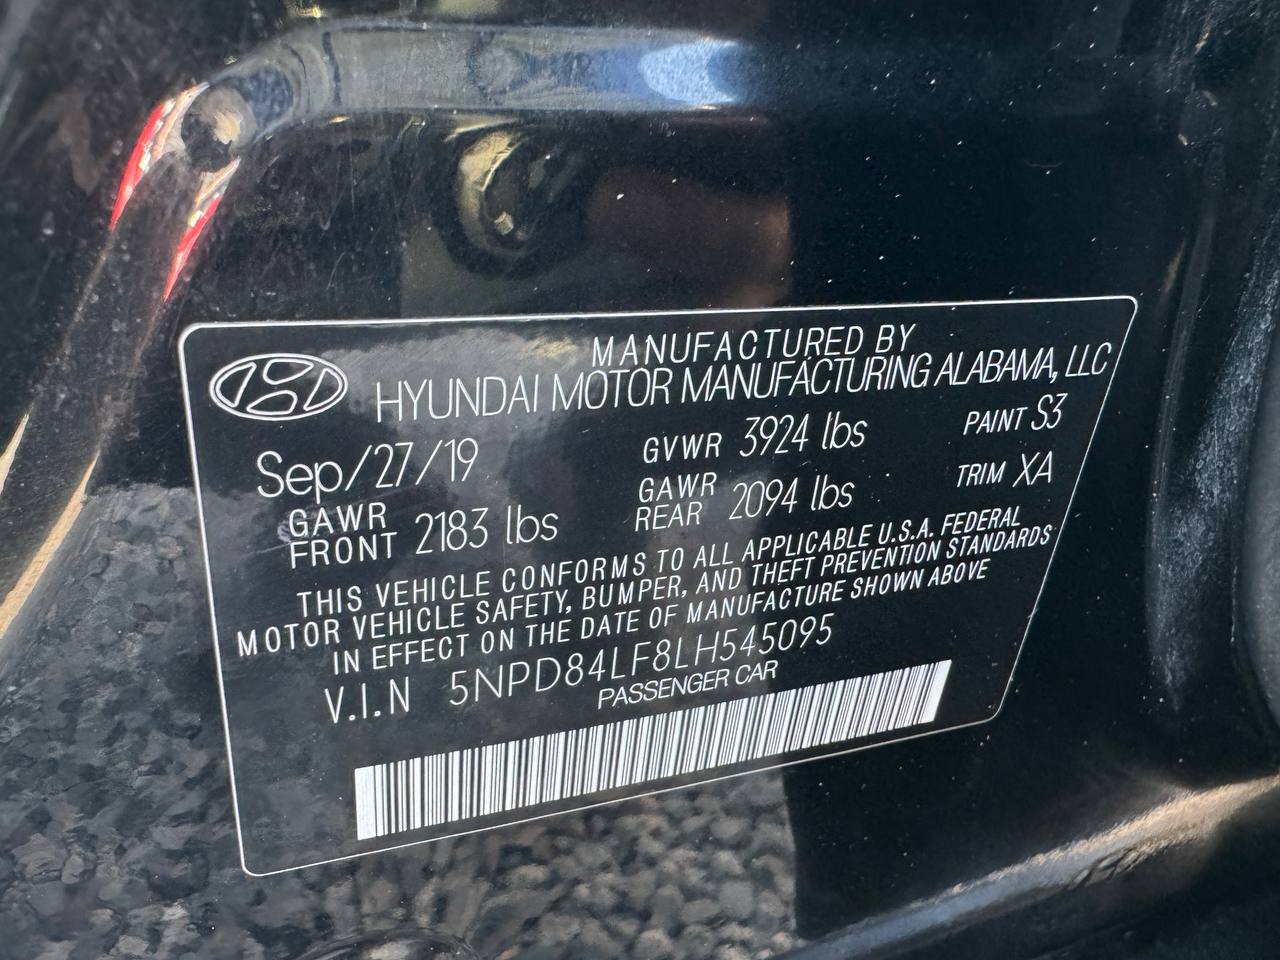 MANUFACTURED BY
HYUNDAI MOTOR MANUFACTURING ALABAMA, LLC
Sep/27/19 GVWR 3924 lbs PAINT S3
GAWR FRONT 2183 lbs GAWR REAR 2094 lbs TRIM XA
THIS VEHICLE CONFORMS TO ALL APPLICABLE U.S.A. FEDERAL
MOTOR VEHICLE SAFETY, BUMPER, AND THEFT PREVENTION STANDARDS
IN EFFECT ON THE DATE OF MANUFACTURE SHOWN ABOVE
V.I.N 5NPD84LF8LH545095
PASSENGER CAR